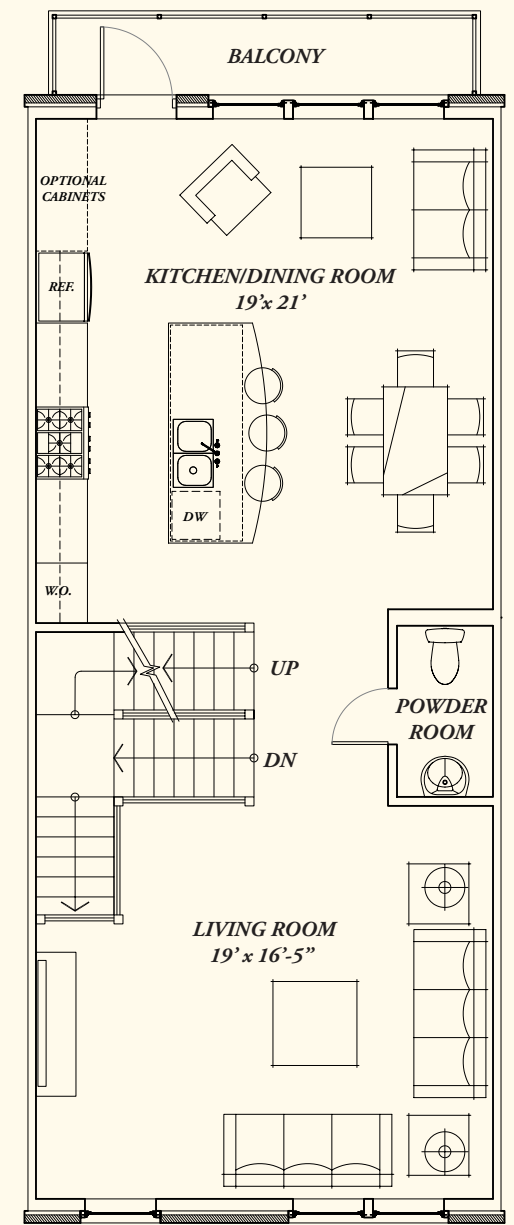 BALCONY
OPTIONAL
CABINETS
REF.
KITCHEN/DINING ROOM
19’x 21’
DW
W.O.
UP
POWDER
ROOM
DN
LIVING ROOM
19’ x 16’-5”